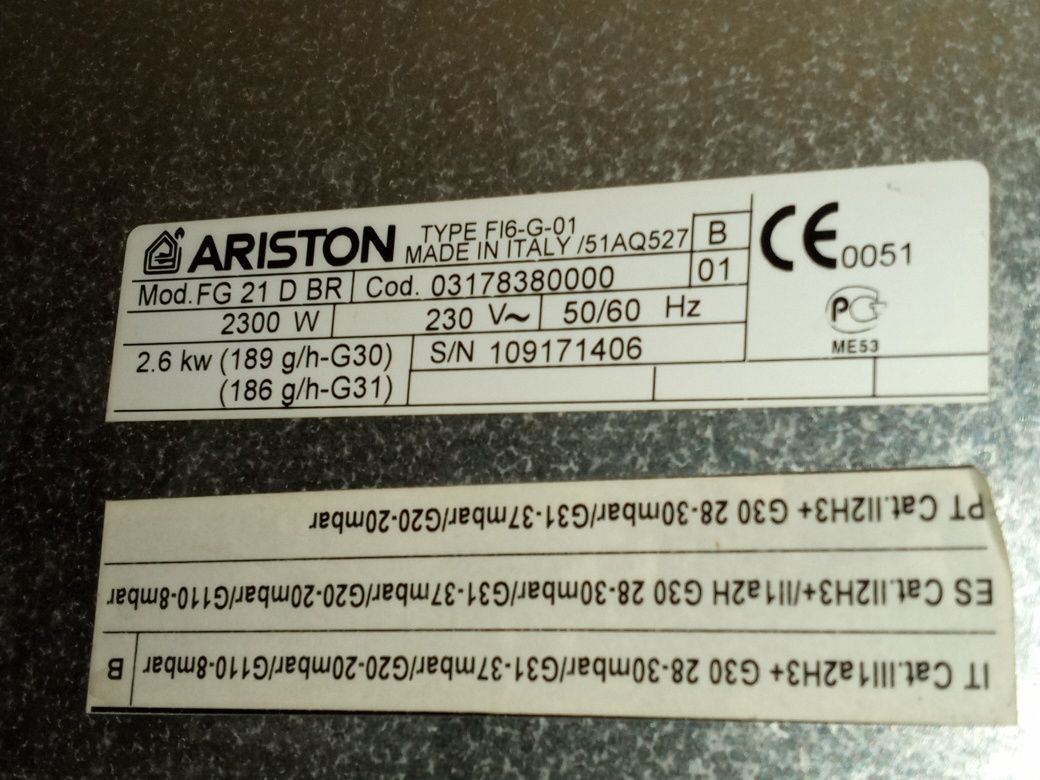 ARISTON
TYPE FI6-G-01
MADE IN ITALY /51AQ527
B
01
Mod.FG 21 D BR
Cod. 03178380000
2300 W
230 V~
50/60 Hz
2.6 kw (189 g/h-G30)
(186 g/h-G31)
S/N 109171406
CE 0051
PC
ME53
IT Cat.III1a2H3+ G30 28-30mbar/G31-37mbar/G20-20mbar/G110-8mbar B
ES Cat.II2H3+/II1a2H G30 28-30mbar/G31-37mbar/G20-20mbar/G110-8mbar
PT Cat.II2H3+ G30 28-30mbar/G31-37mbar/G20-20mbar